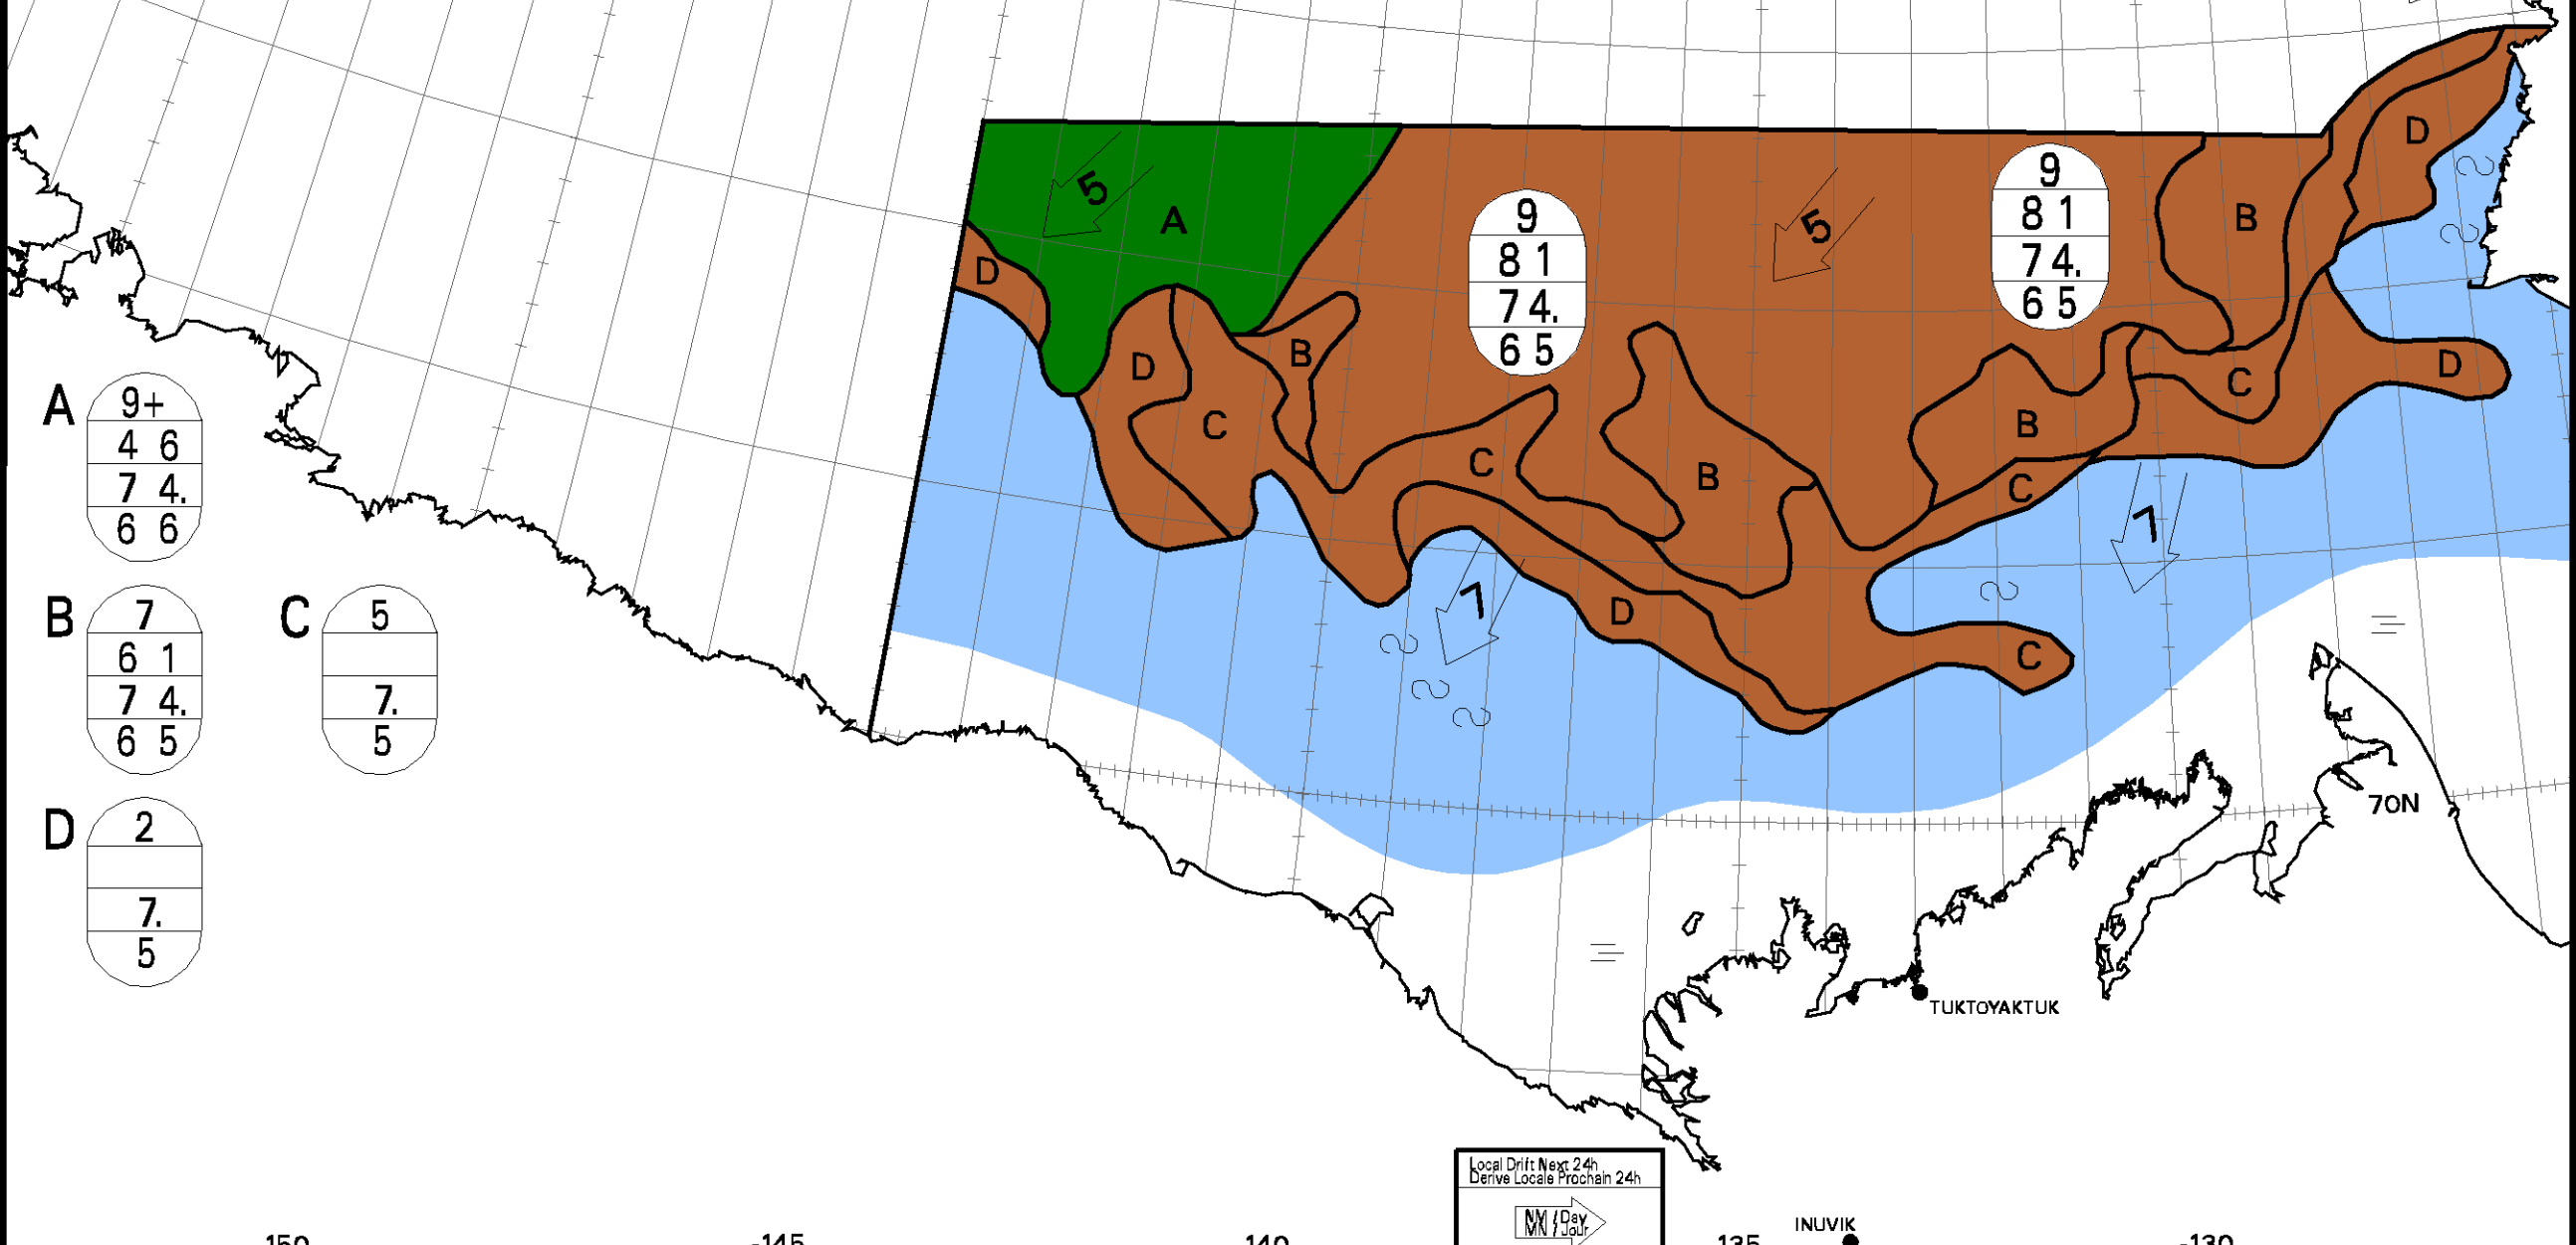 D
5
A
9
8 1
7 4.
6 5
5
9
8 1
7 4.
6 5
B
D
D
B
D
C
C
B
B
C
D
C
B
C
D
7
7
C
A
9+
4 6
7 4.
6 6
B
7
6 1
7 4.
6 5
C
5
7.
5
D
2
7.
5
70N
TUKTOYAKTUK
Local Drift Next 24h
Derive Locale Prochain 24h
NM / Day
INUVIK
150
-145
140
135
-130